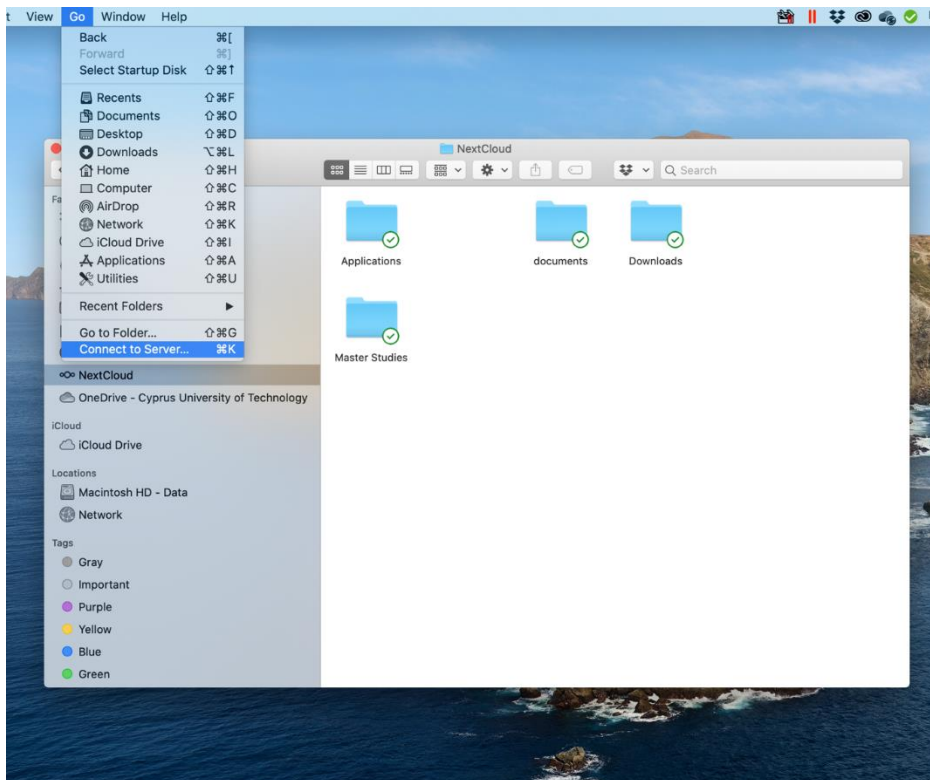 t View Go Window Help
Back ⌘[
Forward ⌘]
Select Startup Disk ⇧⌘↑
Recents ⇧⌘F
Documents ⇧⌘O
Desktop ⇧⌘D
Downloads ⌥⌘L
Home ⇧⌘H
Computer ⇧⌘C
AirDrop ⇧⌘R
Network ⇧⌘K
iCloud Drive ⇧⌘I
Applications ⇧⌘A
Utilities ⇧⌘U
Recent Folders
Go to Folder... ⇧⌘G
Connect to Server... ⌘K
NextCloud
Search
Fa
NextCloud
OneDrive - Cyprus University of Technology
iCloud
iCloud Drive
Locations
Macintosh HD - Data
Network
Tags
Gray
Important
Purple
Yellow
Blue
Green
Applications
documents
Downloads
Master Studies